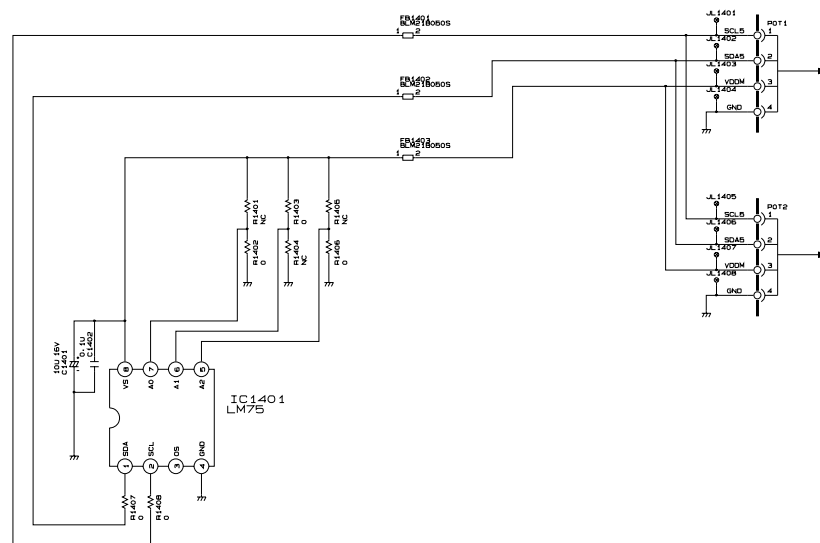 FB1401
BLM21B050S
1 2
JL1401
POT1
SCL5
1
JL1402
SDA5
2
JL1403
VDDM
3
JL1404
GND
4
FB1402
BLM21B050S
1 2
FB1403
BLM21B050S
1 2
R1401
NC
R1403
0
R1405
NC
R1402
0
R1404
NC
R1406
0
JL1405
POT2
SCL5
1
JL1406
SDA5
2
JL1407
VDDM
3
JL1408
GND
4
10U 16V
C1401
0.1U
C1402
8
7
6
5
VS
A0
A1
A2
IC1401
LM75
SDA
SCL
OS
GND
1
2
3
4
R1407
0
R1408
0